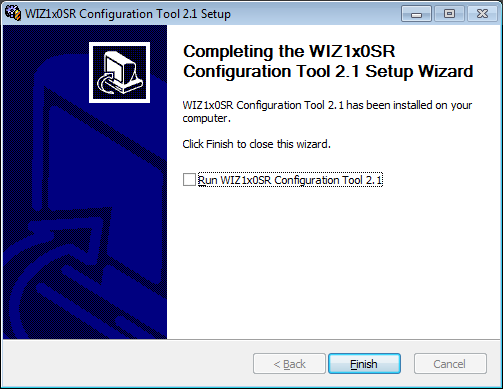 WIZ1x0SR Configuration Tool 2.1 Setup
Completing the WIZ1x0SR
Configuration Tool 2.1 Setup Wizard
WIZ1x0SR Configuration Tool 2.1 has been installed on your
computer.
Click Finish to close this wizard.
Run WIZ1x0SR Configuration Tool 2.1
< Back
Finish
Cancel